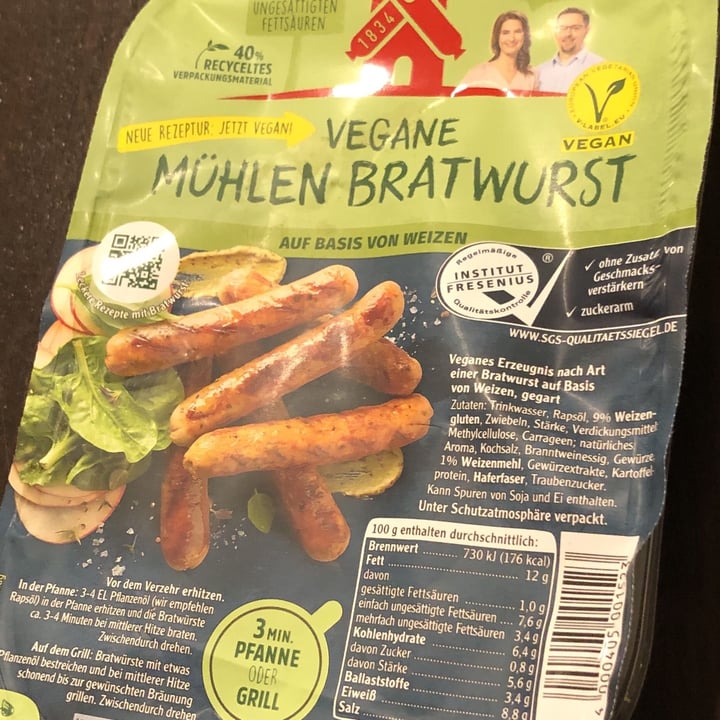 UNGESÄTTIGTEN
FETTSÄUREN
1834
40%
RECYCELTES
VERPACKUNGSMATERIAL
NEUE REZEPTUR: JETZT VEGAN!
EUROPEAN VEGETARIAN UNION
V-LABEL.EU
VEGAN
VEGANE
MÜHLEN BRATWURST
AUF BASIS VON WEIZEN
Leckere Rezepte mit Bratwurst!
Regelmäßige
INSTITUT
FRESENIUS
Qualitätskontrolle
®
✓ ohne Zusatz von
Geschmacks-
verstärkern
✓ zuckerarm
WWW.SGS-QUALITAETSSIEGEL.DE
Veganes Erzeugnis nach Art
einer Bratwurst auf Basis
von Weizen, gegart
Zutaten: Trinkwasser, Rapsöl, 9% Weizen-
gluten, Zwiebeln, Stärke, Verdickungsmittel
Methylcellulose, Carrageen; natürliches
Aroma, Kochsalz, Branntweinessig, Gewürze,
1% Weizenmehl, Gewürzextrakte, Kartoffel-
protein, Haferfaser, Traubenzucker.
Kann Spuren von Soja und Ei enthalten.
Unter Schutzatmosphäre verpackt.
100 g enthalten durchschnittlich:
Brennwert ........ 730 kJ (176 kcal)
Fett ........ 12 g
davon
gesättigte Fettsäuren ........ 1,0 g
einfach ungesättigte Fettsäuren ........ 7,6 g
mehrfach ungesättigte Fettsäuren 3,4 g
Kohlenhydrate ........ 6,4 g
davon Zucker ........ 0,8 g
davon Stärke ........ 5,6 g
Ballaststoffe ........ 3,4 g
Eiweiß ........ 8,8 g
Salz
Vor dem Verzehr erhitzen.
In der Pfanne: 3-4 EL Pflanzenöl (wir empfehlen
Rapsöl) in der Pfanne erhitzen und die Bratwürste
ca. 3-4 Minuten bei mittlerer Hitze braten.
Zwischendurch drehen.
Auf dem Grill: Bratwürste mit etwas
Pflanzenöl bestreichen und bei mittlerer Hitze
schonend bis zur gewünschten Bräunung
grillen. Zwischendurch drehen
3 MIN.
PFANNE
ODER
GRILL
4 000405 001523